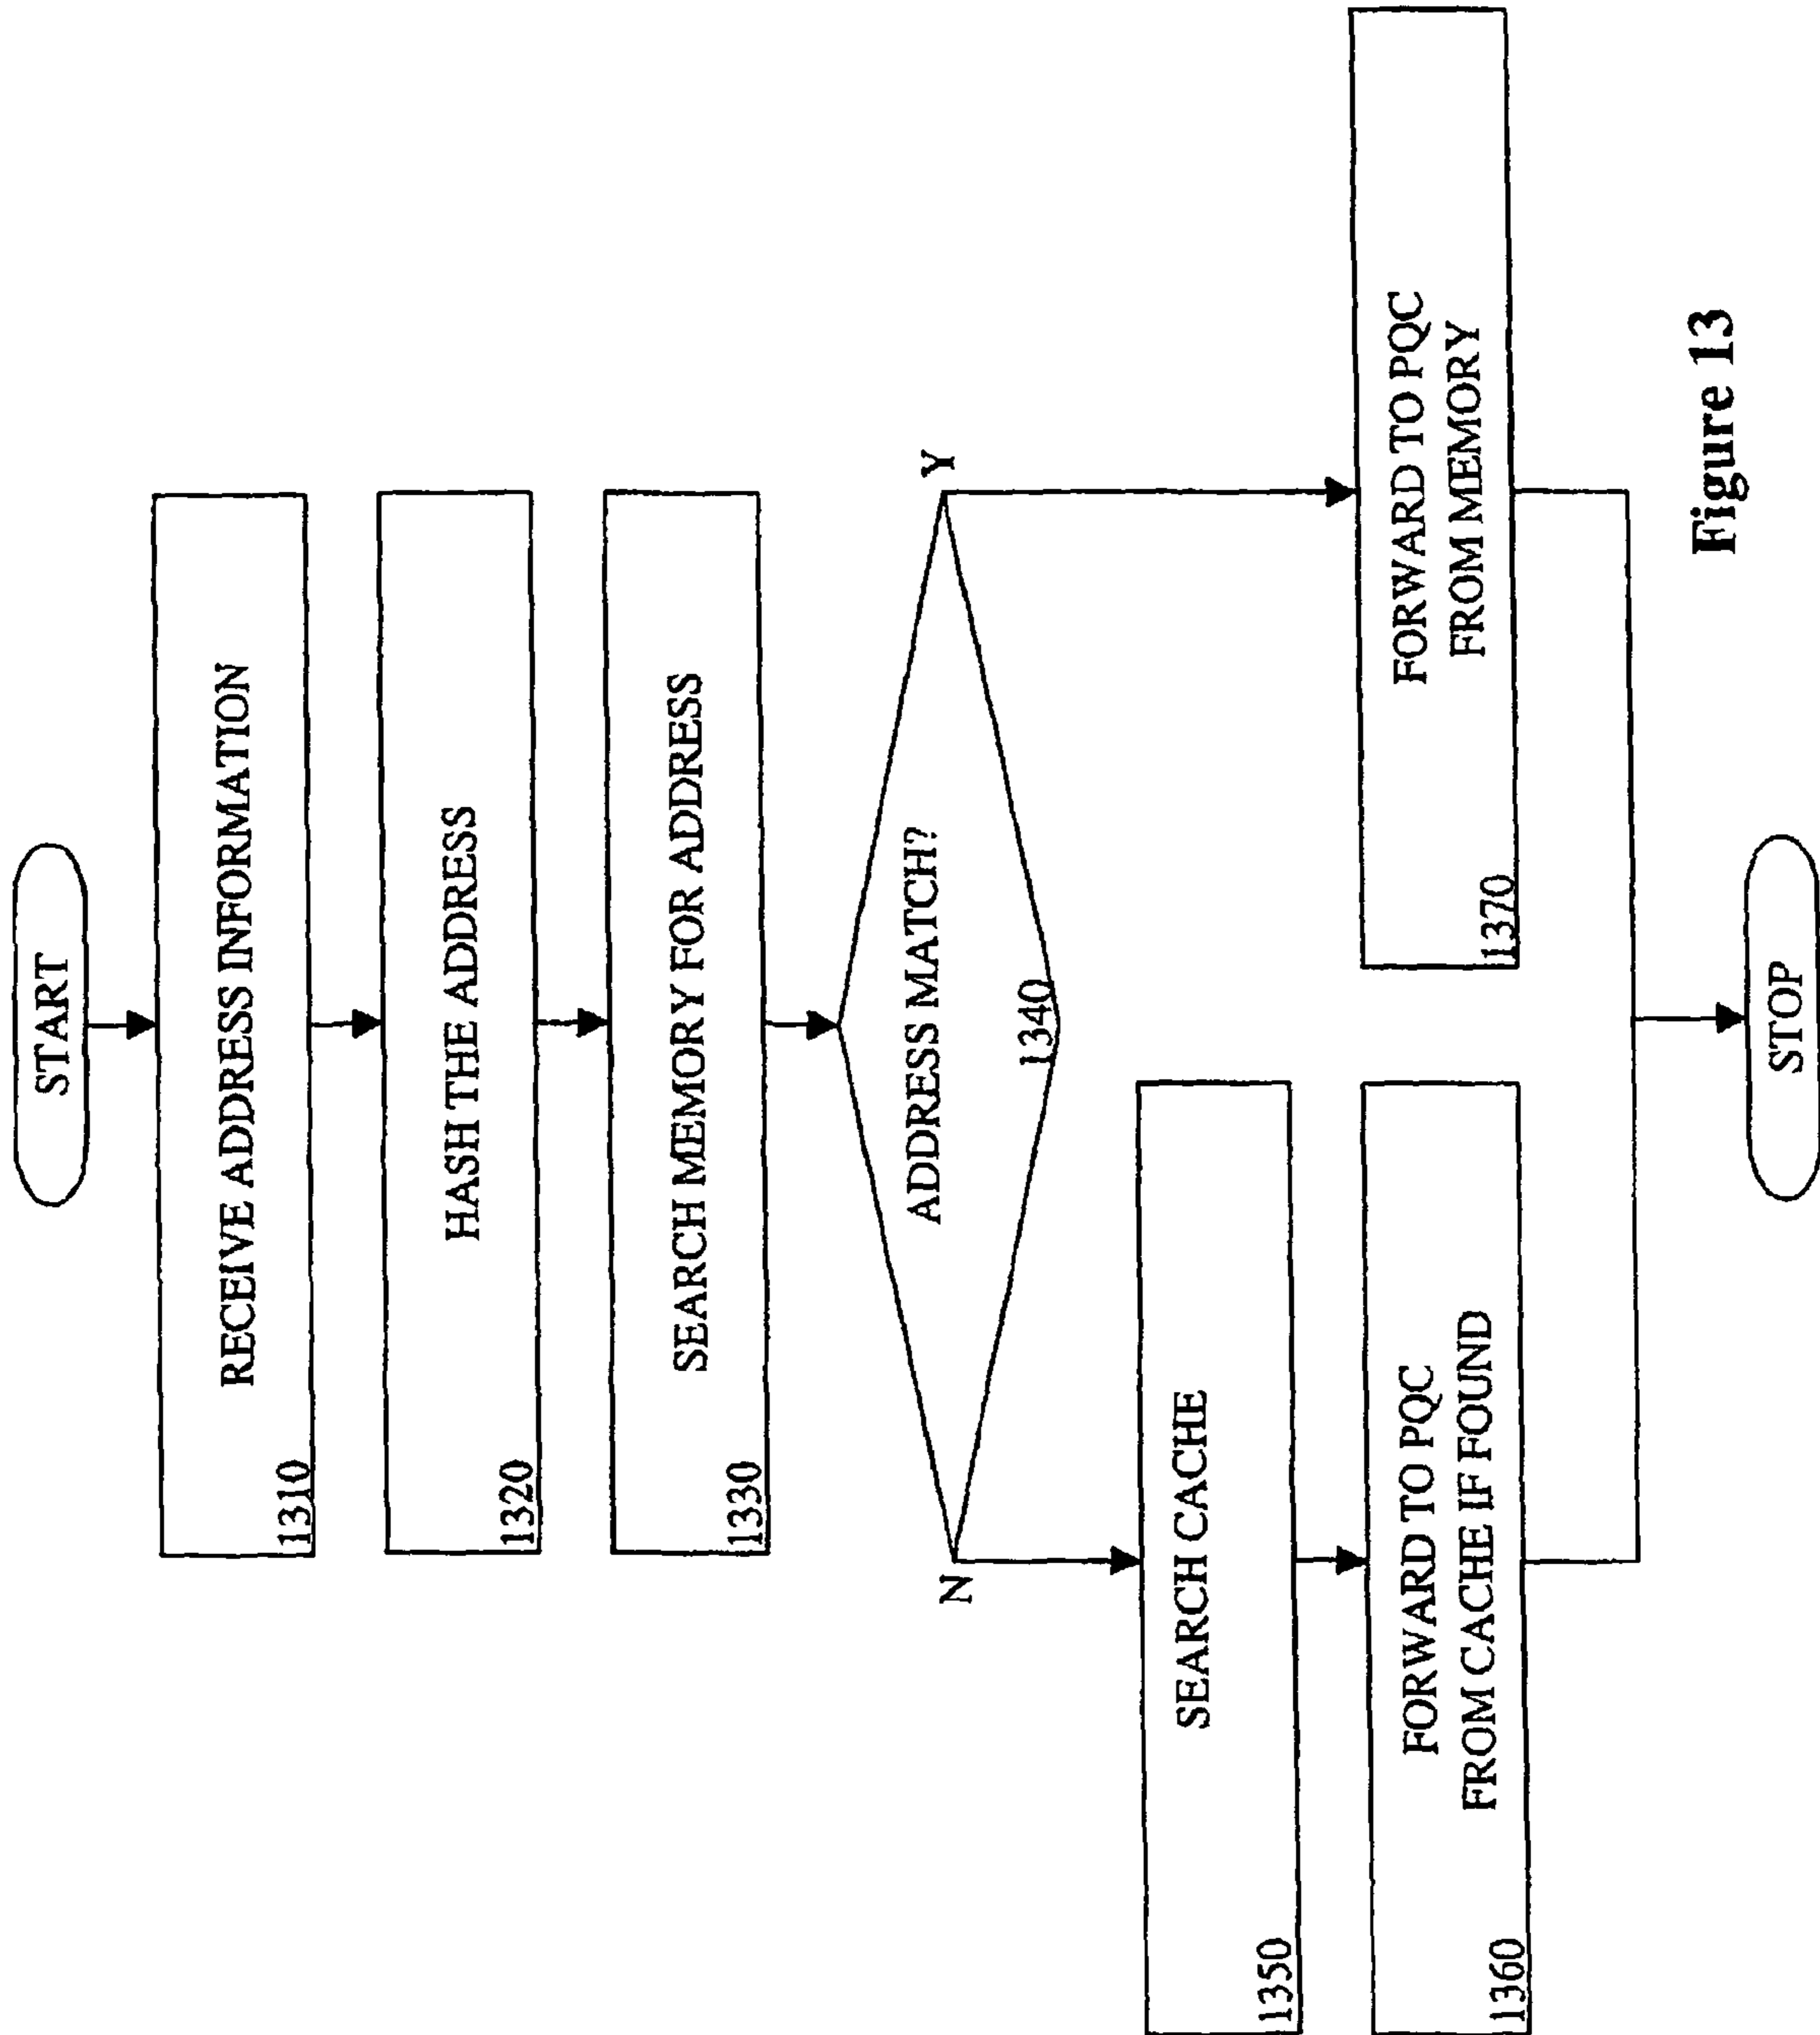 START
RECEIVE ADDRESS INFORMATION
1310
HASH THE ADDRESS
1320
SEARCH MEMORY FOR ADDRESS
1330
ADDRESS MATCH?
1340
N
Y
SEARCH CACHE
1350
FORWARD TO PQC
FROM CACHE IF FOUND
1360
FORWARD TO PQC
FROM MEMORY
1370
STOP
Figure 13